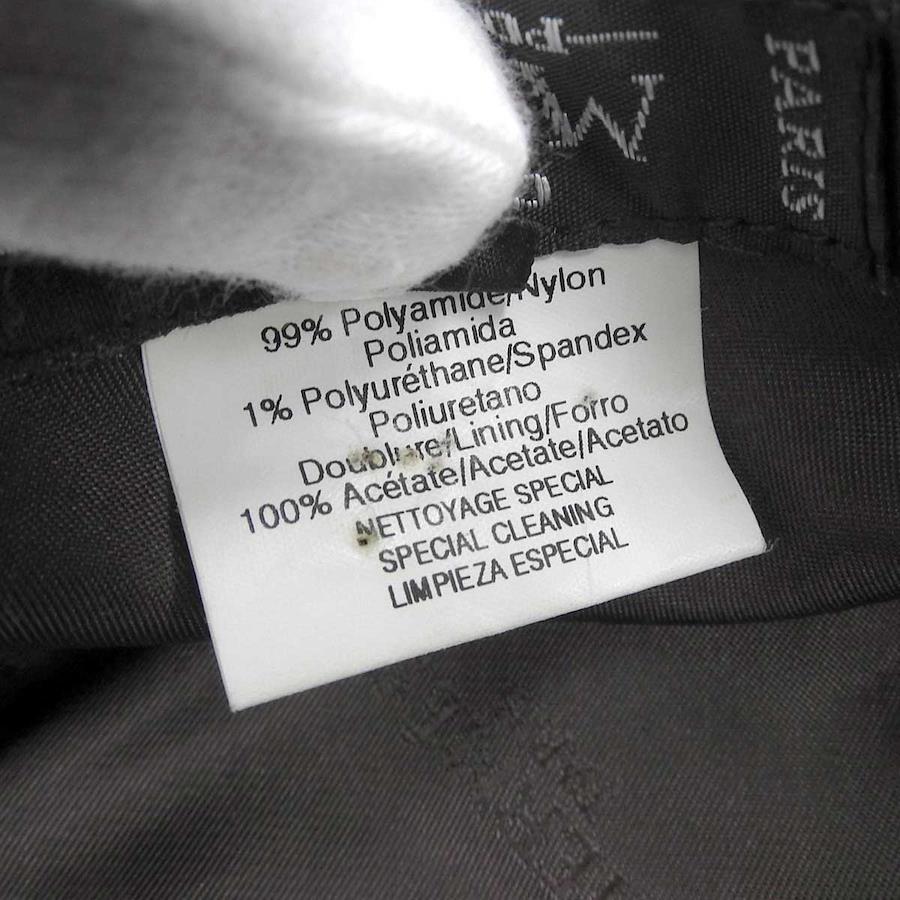 PARIS
99% Polyamide/Nylon
Poliamida
1% Polyuréthane/Spandex
Poliuretano
Doublure/Lining/Forro
100% Acétate/Acetate/Acetato
NETTOYAGE SPECIAL
SPECIAL CLEANING
LIMPIEZA ESPECIAL